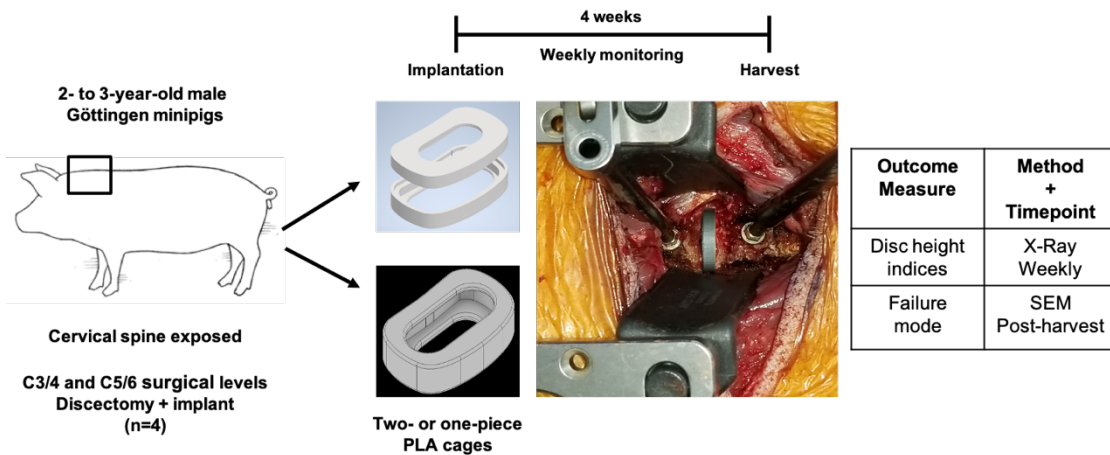 4 weeks
Weekly monitoring
Implantation
Harvest
2- to 3-year-old male
Göttingen minipigs
Cervical spine exposed
C3/4 and C5/6 surgical levels
Discectomy + implant
(n=4)
Two- or one-piece
PLA cages
Outcome
Measure
Method
+
Timepoint
Disc height
indices
X-Ray
Weekly
Failure
mode
SEM
Post-harvest